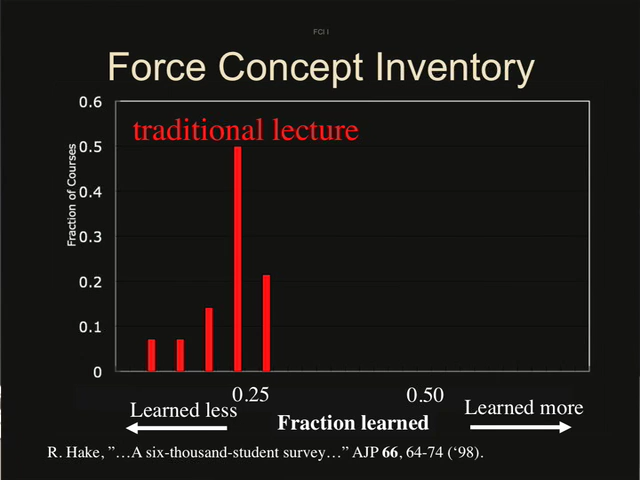 FCI I
Force Concept Inventory
traditional lecture
Fraction of Courses
0.6
0.5
0.4
0.3
0.2
0.1
0
0.25 0.50
Learned less Fraction learned Learned more
R. Hake, ”…A six-thousand-student survey…” AJP 66, 64-74 (‘98).